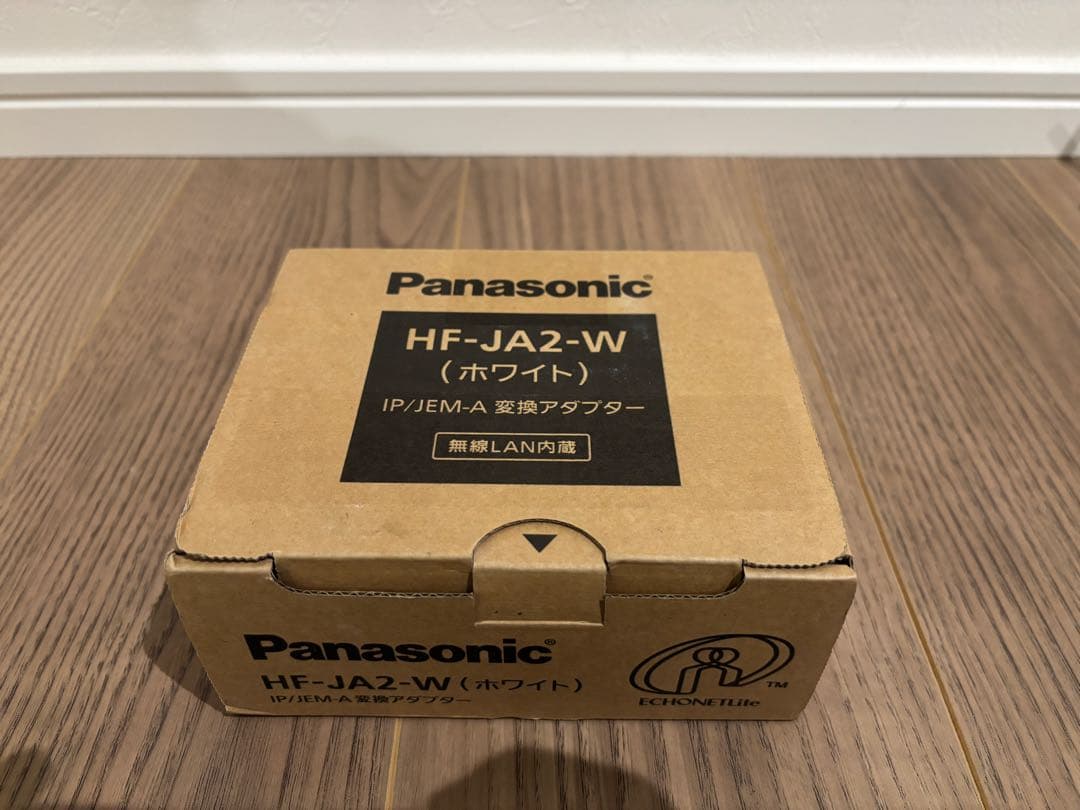 Panasonic®
HF-JA2-W
(ホワイト)
IP/JEM-A 変換アダプター
無線LAN内蔵
▼
Panasonic®
HF-JA2-W(ホワイト)
IP/JEM-A 変換アダプター
TM
ECHONETLite